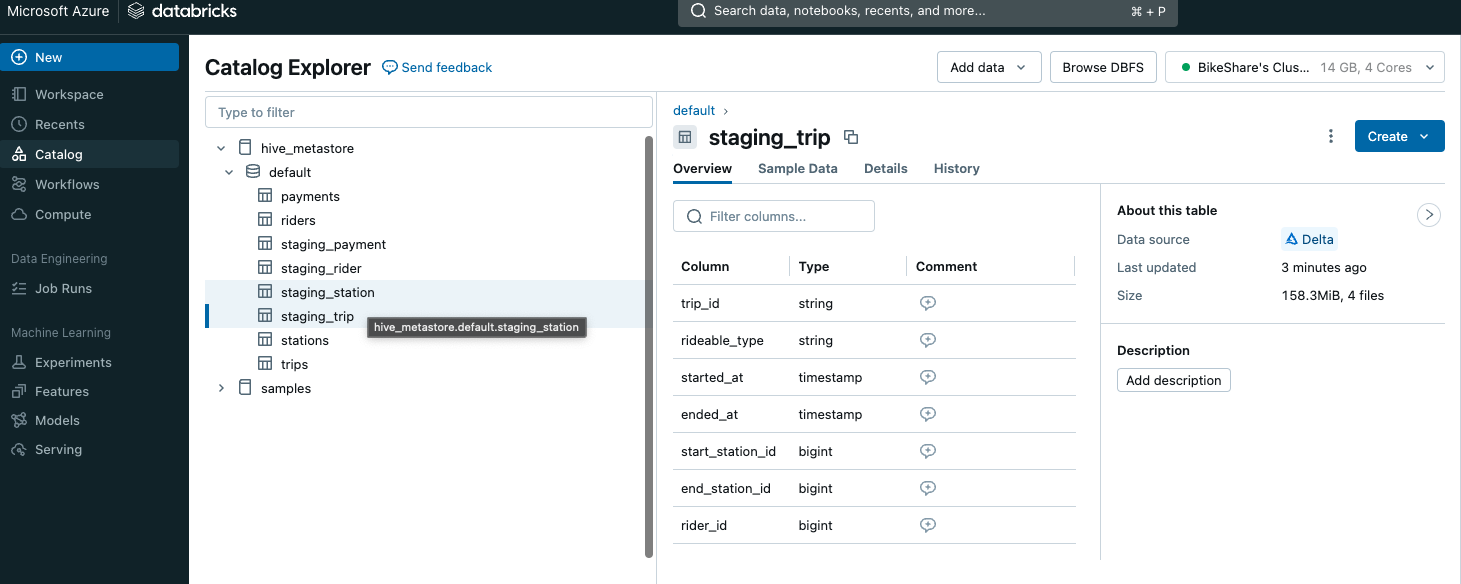 Microsoft Azure databricks Search data, notebooks, recents, and more... ⌘ + P
New
Workspace
Recents
Catalog
Workflows
Compute
Data Engineering
Job Runs
Machine Learning
Experiments
Features
Models
Serving
Catalog Explorer Send feedback Add data Browse DBFS BikeShare's Clus... 14 GB, 4 Cores
Type to filter
hive_metastore
default
payments
riders
staging_payment
staging_rider
staging_station
staging_trip
hive_metastore.default.staging_station
stations
trips
samples
default ›
staging_trip Create
Overview Sample Data Details History
Filter columns...
Column Type Comment
trip_id string
rideable_type string
started_at timestamp
ended_at timestamp
start_station_id bigint
end_station_id bigint
rider_id bigint
About this table
Data source Delta
Last updated 3 minutes ago
Size 158.3MiB, 4 files
Description
Add description